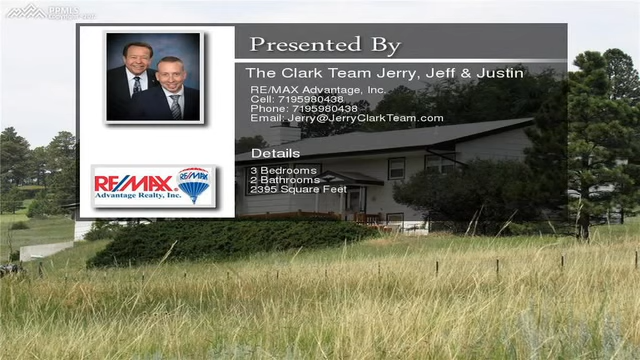 PPMLS
Presented By
The Clark Team Jerry, Jeff & Justin
RE/MAX Advantage, Inc.
Cell: 7195980438
Phone: 7195980438
Email: Jerry@JerryClarkTeam.com
Details
3 Bedrooms
2 Bathrooms
2395 Square Feet
RE/MAX
RE/MAX
Advantage Realty, Inc.